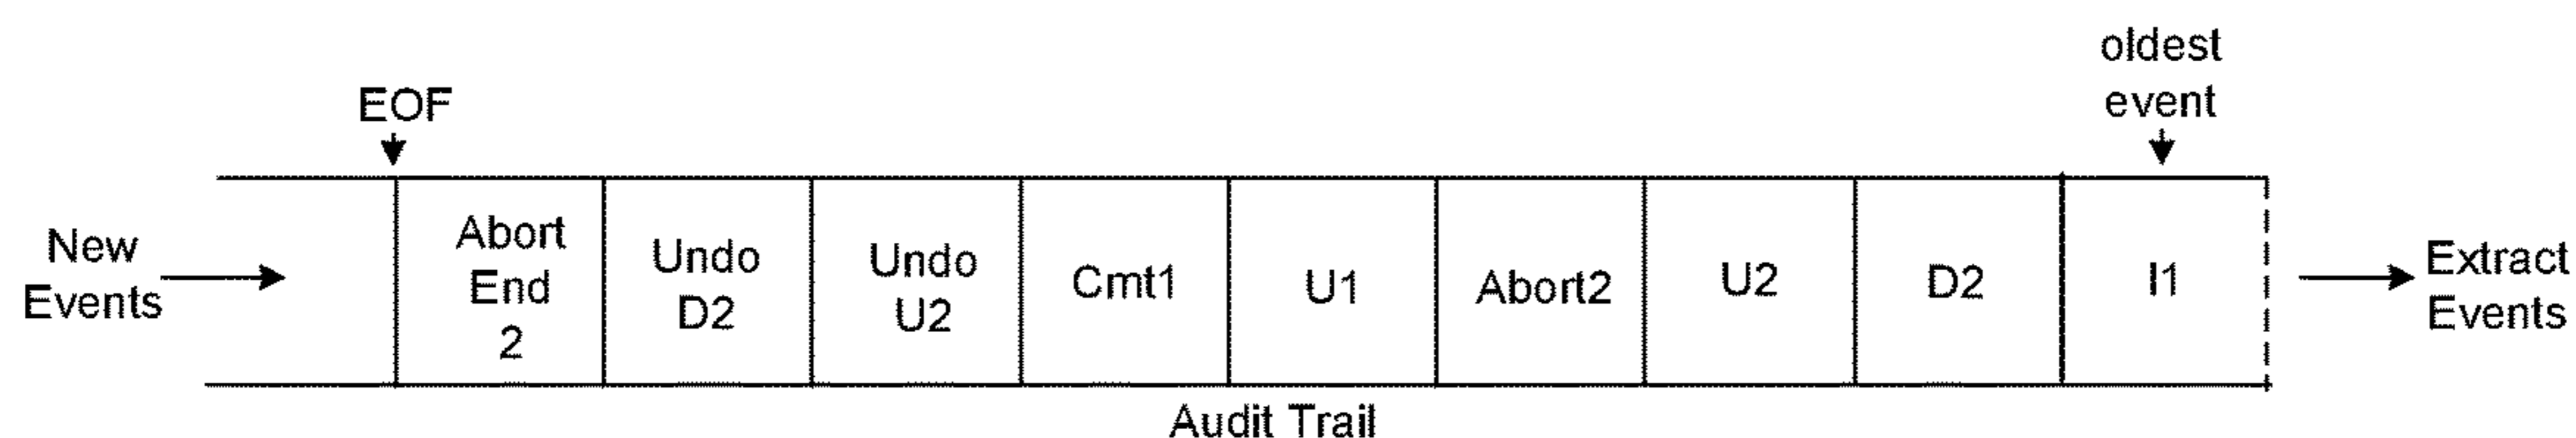 oldest
event
EOF
New
Events
Abort
End
2
Undo
D2
Undo
U2
Cmt1
U1
Abort2
U2
D2
I1
Extract
Events
Audit Trail